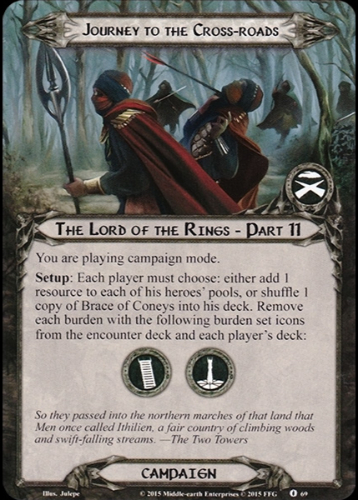 Journey to the Cross-roads
The Lord of the Rings - Part 11
You are playing campaign mode.
Setup: Each player must choose: either add 1
resource to each of his heroes' pools, or shuffle 1
copy of Brace of Coneys into his deck. Remove
each burden with the following burden set icons
from the encounter deck and each player's deck:
So they passed into the northern marches of that land that
Men once called Ithilien, a fair country of climbing woods
and swift-falling streams. —The Two Towers
Illus. Julepe
© 2015 Middle-earth Enterprises © 2015 FFG
69
Campaign